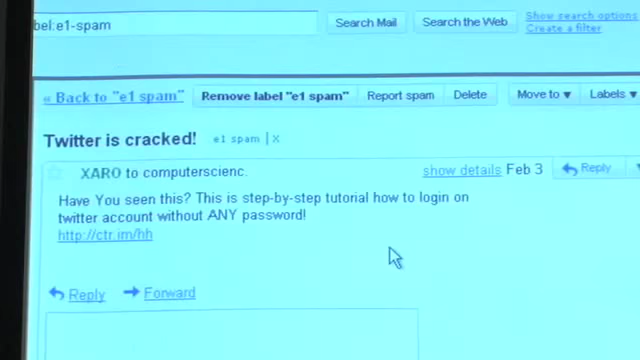 bel:e1-spam
Search Mail
Search the Web
Show search options
Create a filter
« Back to "e1 spam"
Remove label "e1 spam"
Report spam
Delete
Move to ▼
Labels ▼
Twitter is cracked!
e1 spam | X
XARO to computerscienc.
show details
Feb 3
Reply
Have You seen this? This is step-by-step tutorial how to login on
twitter account without ANY password!
http://ctr.im/hh
Reply
Forward